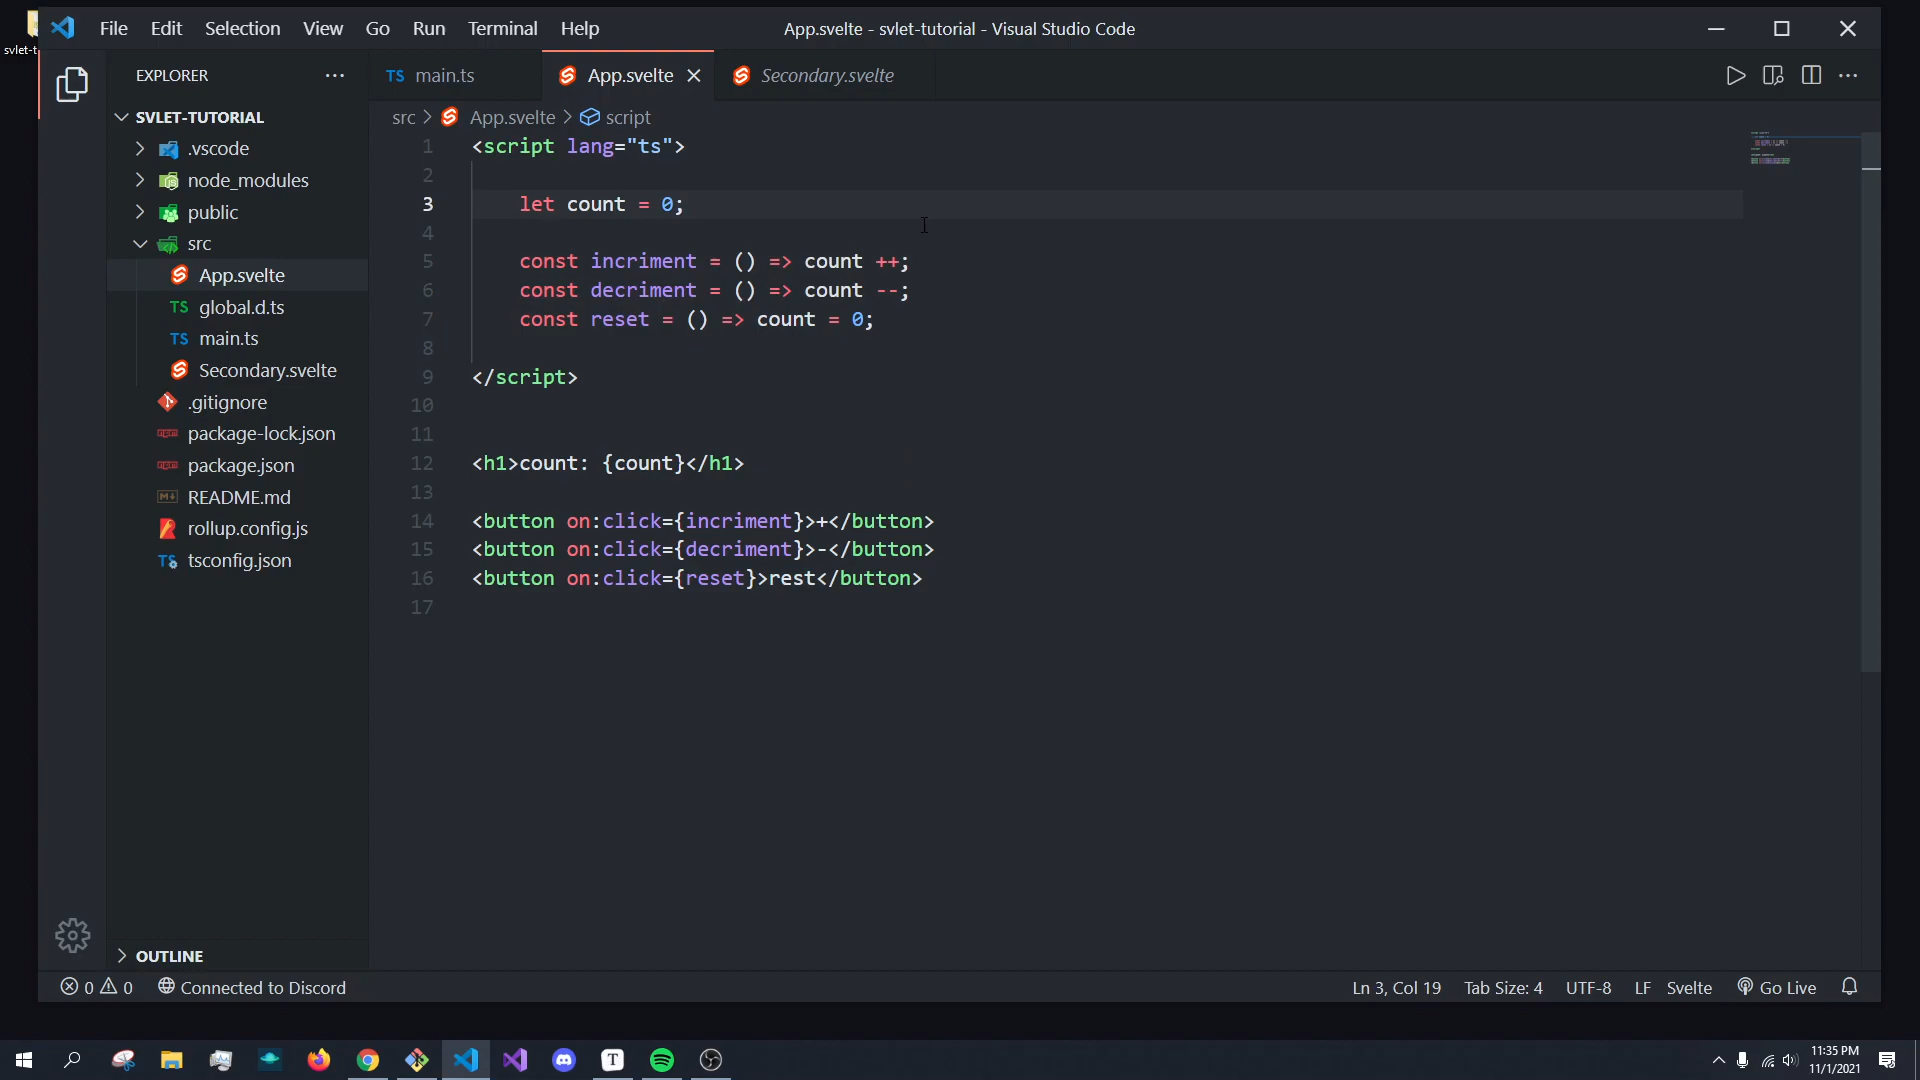 svlet-t
File Edit Selection View Go Run Terminal Help
App.svelte - svlet-tutorial - Visual Studio Code
EXPLORER
TS main.ts
App.svelte
Secondary.svelte
SVLET-TUTORIAL
.vscode
node_modules
public
src
App.svelte
TS global.d.ts
TS main.ts
Secondary.svelte
.gitignore
package-lock.json
package.json
README.md
rollup.config.js
TS tsconfig.json
OUTLINE
src > App.svelte > script
1 <script lang="ts">
2
3 let count = 0;
4
5 const incriment = () => count ++;
6 const decriment = () => count --;
7 const reset = () => count = 0;
8
9 </script>
10
11
12 <h1>count: {count}</h1>
13
14 <button on:click={incriment}>+</button>
15 <button on:click={decriment}>-</button>
16 <button on:click={reset}>rest</button>
17
0 0 Connected to Discord
Ln 3, Col 19 Tab Size: 4 UTF-8 LF Svelte Go Live
T
11:35 PM
11/1/2021